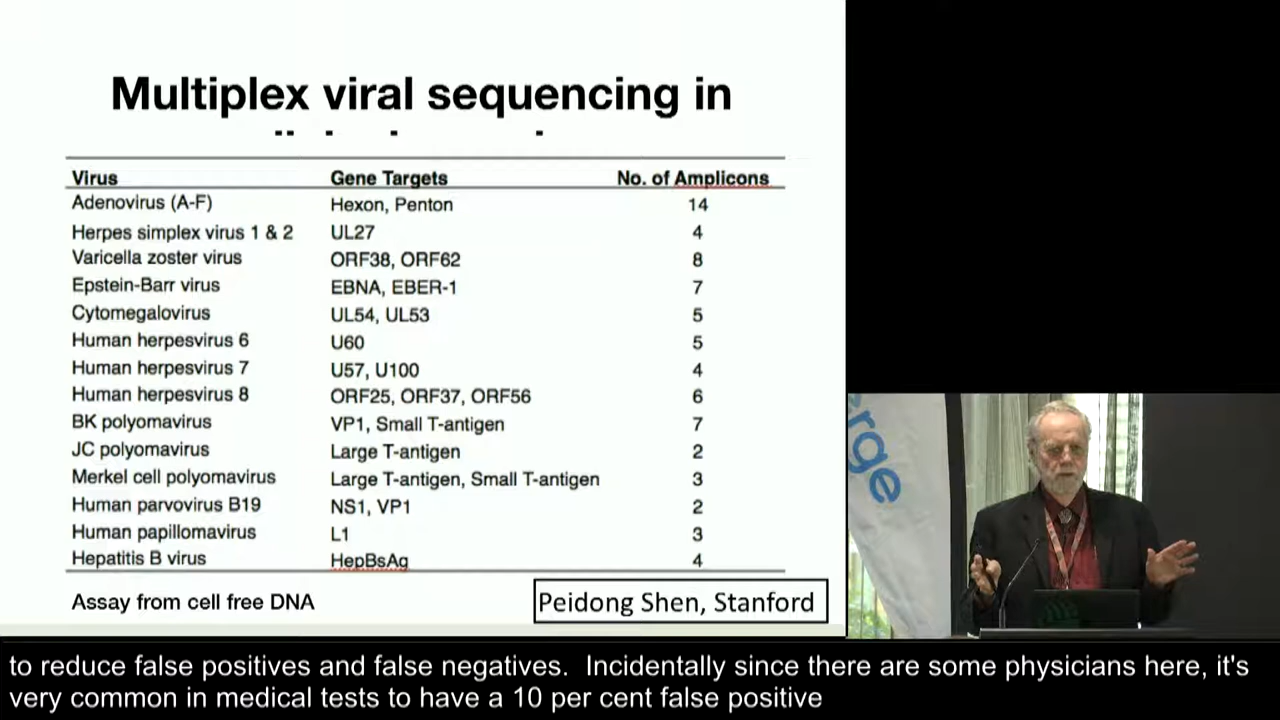 Multiplex viral sequencing in
Virus Gene Targets No. of Amplicons
Adenovirus (A-F) Hexon, Penton 14
Herpes simplex virus 1 & 2 UL27 4
Varicella zoster virus ORF38, ORF62 8
Epstein-Barr virus EBNA, EBER-1 7
Cytomegalovirus UL54, UL53 5
Human herpesvirus 6 U60 5
Human herpesvirus 7 U57, U100 4
Human herpesvirus 8 ORF25, ORF37, ORF56 6
BK polyomavirus VP1, Small T-antigen 7
JC polyomavirus Large T-antigen 2
Merkel cell polyomavirus Large T-antigen, Small T-antigen 3
Human parvovirus B19 NS1, VP1 2
Human papillomavirus L1 3
Hepatitis B virus HepBsAg 4
Assay from cell free DNA
Peidong Shen, Stanford
erge
to reduce false positives and false negatives.  Incidentally since there are some physicians here, it's
very common in medical tests to have a 10 per cent false positive